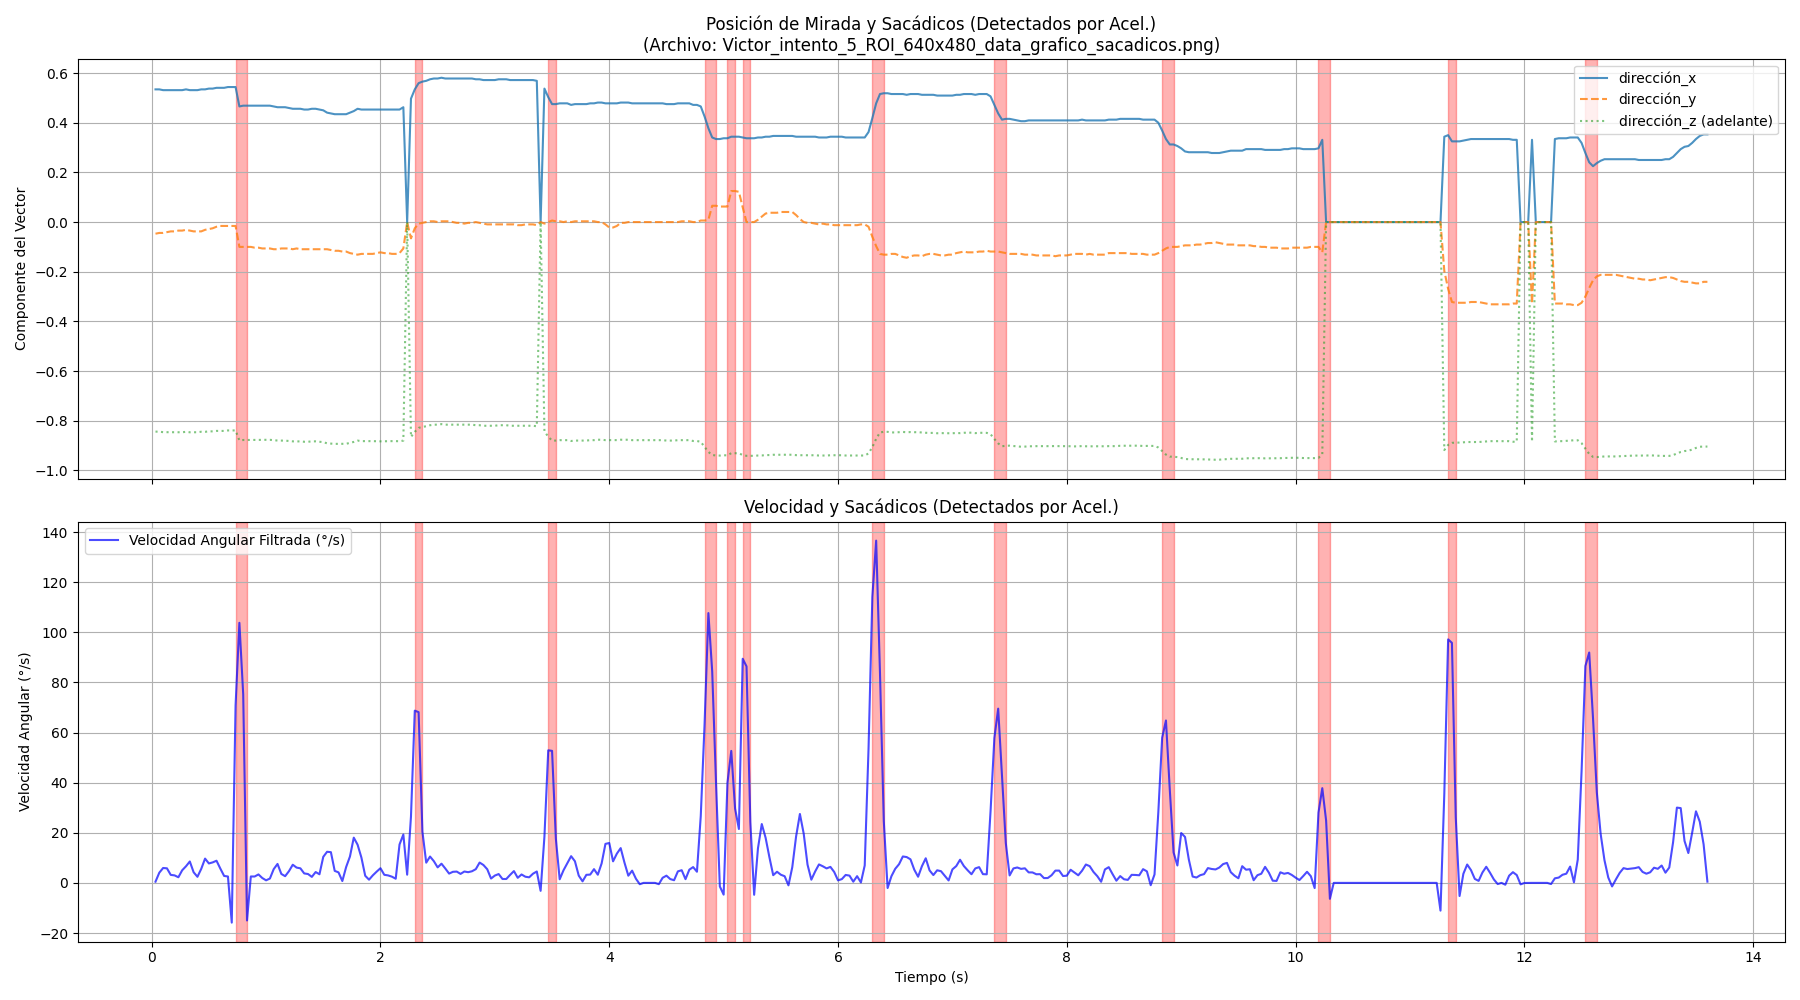 Posición de Mirada y Sacádicos (Detectados por Acel.)
(Archivo: Victor_intento_5_ROI_640x480_data_grafico_sacadicos.png)
Componente del Vector
0.6
0.4
0.2
0.0
−0.2
−0.4
−0.6
−0.8
−1.0
dirección_x
dirección_y
dirección_z (adelante)
Velocidad y Sacádicos (Detectados por Acel.)
Velocidad Angular (°/s)
140
120
100
80
60
40
20
0
−20
Velocidad Angular Filtrada (°/s)
0 2 4 6 8 10 12 14
Tiempo (s)